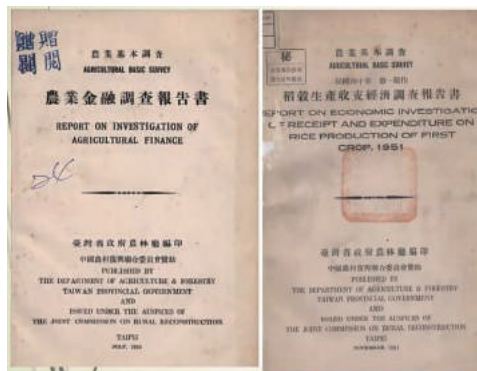 農業基本調查
AGRICULTURAL BASIC SURVEY
農業金融調查報告書
REPORT ON INVESTIGATION OF
AGRICULTURAL FINANCE
24
臺灣省政府農林廳編印
中國農村復興聯合委員會贊助
PUBLISHED BY
THE DEPARTMENT OF AGRICULTURE & FORESTRY
TAIWAN PROVINCIAL GOVERNMENT
AND
ISSUED UNDER THE AUSPICES OF
THE JOINT COMMISSION ON RURAL RECONSTRUCTION
TAIPEI
JULY,
秘
農業基本調查
AGRICULTURAL BASIC SURVEY
稻穀生產收支經濟調查報告書
REPORT ON ECONOMIC INVESTIGATIO
RECEIPT AND EXPENDITURE ON
RICE PRODUCTION OF FIRST
CROP, 1951
臺灣省政府農林廳編印
中國農村復興聯合委員會贊助
PUBLISHED BY
THE DEPARTMENT OF AGRICULTURE & FORESTRY
TAIWAN PROVINCIAL GOVERNMENT
AND
ISSUED UNDER THE AUSPICES OF
THE JOINT COMMISSION ON RURAL RECONSTRUCTION
TAIPEI
NOVEMBER, 1951